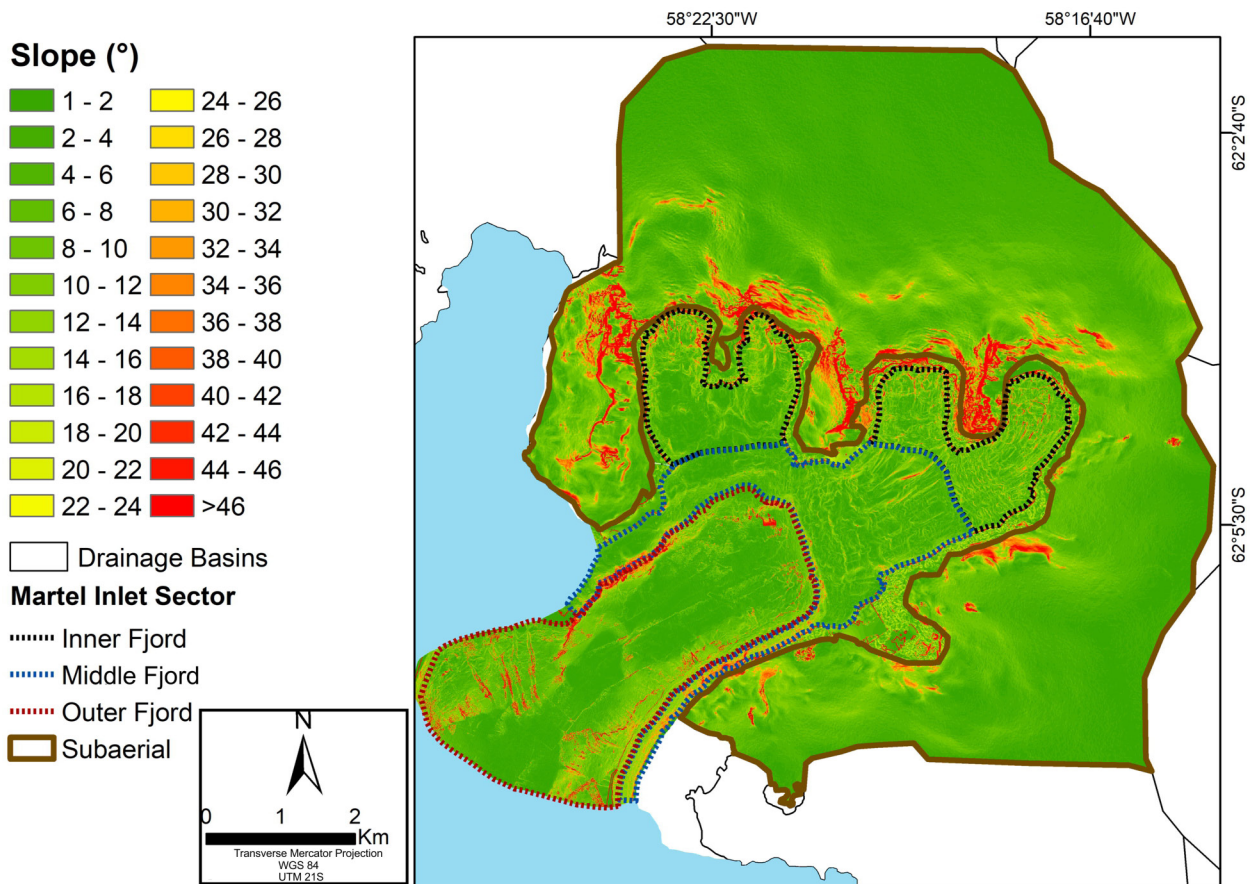 58°22'30"W
58°16'40"W
Slope (°)
1 - 2
2 - 4
4 - 6
6 - 8
8 - 10
10 - 12
12 - 14
14 - 16
16 - 18
18 - 20
20 - 22
22 - 24
24 - 26
26 - 28
28 - 30
30 - 32
32 - 34
34 - 36
36 - 38
38 - 40
40 - 42
42 - 44
44 - 46
>46
Drainage Basins
Martel Inlet Sector
Inner Fjord
Middle Fjord
Outer Fjord
Subaerial
N
0 1 2
Km
Transverse Mercator Projection
WGS 84
UTM 21S
62°2'40"S
62°5'30"S